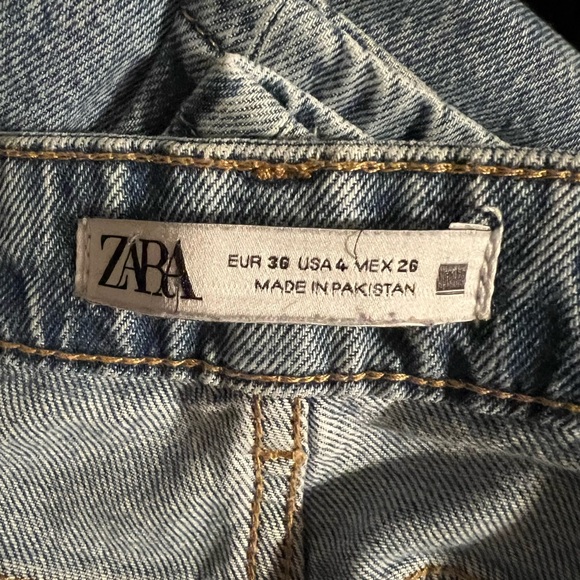 ZARA
EUR 36 USA 4 MEX 26
MADE IN PAKISTAN